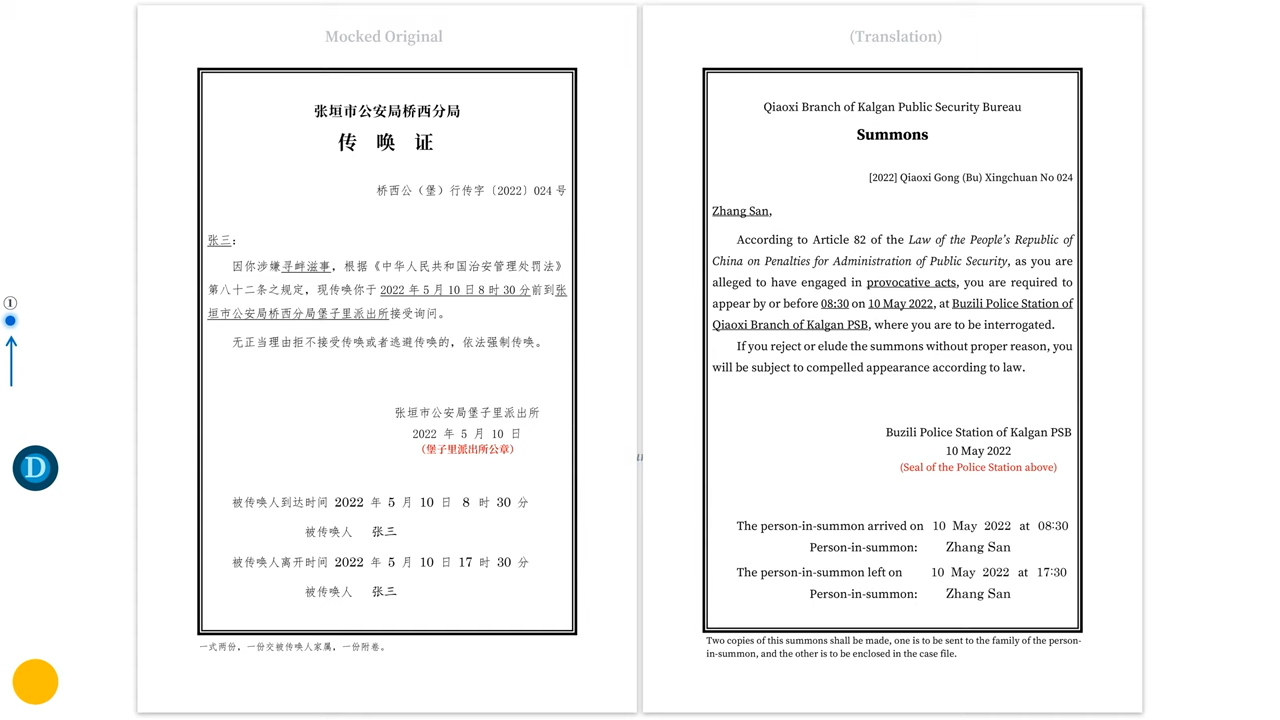 Mocked Original
张垣市公安局桥西分局
传 唤 证
桥西公（堡）行传字〔2022〕024 号
张三：
因你涉嫌寻衅滋事，根据《中华人民共和国治安管理处罚法》
第八十二条之规定，现传唤你于 2022 年 5 月 10 日 8 时 30 分前到张
垣市公安局桥西分局堡子里派出所接受询问。
无正当理由拒不接受传唤或者逃避传唤的，依法强制传唤。
张垣市公安局堡子里派出所
2022 年 5 月 10 日
（堡子里派出所公章）
被传唤人到达时间 2022 年 5 月 10 日 8 时 30 分
被传唤人 张三
被传唤人离开时间 2022 年 5 月 10 日 17 时 30 分
被传唤人 张三
一式两份，一份交被传唤人家属，一份附卷。
(Translation)
Qiaoxi Branch of Kalgan Public Security Bureau
Summons
[2022] Qiaoxi Gong (Bu) Xingchuan No 024
Zhang San,
According to Article 82 of the Law of the People's Republic of
China on Penalties for Administration of Public Security, as you are
alleged to have engaged in provocative acts, you are required to
appear by or before 08:30 on 10 May 2022, at Buzili Police Station of
Qiaoxi Branch of Kalgan PSB, where you are to be interrogated.
If you reject or elude the summons without proper reason, you
will be subject to compelled appearance according to law.
Buzili Police Station of Kalgan PSB
10 May 2022
(Seal of the Police Station above)
The person-in-summon arrived on 10 May 2022 at 08:30
Person-in-summon: Zhang San
The person-in-summon left on 10 May 2022 at 17:30
Person-in-summon: Zhang San
Two copies of this summons shall be made, one is to be sent to the family of the person-
in-summon, and the other is to be enclosed in the case file.
①
D